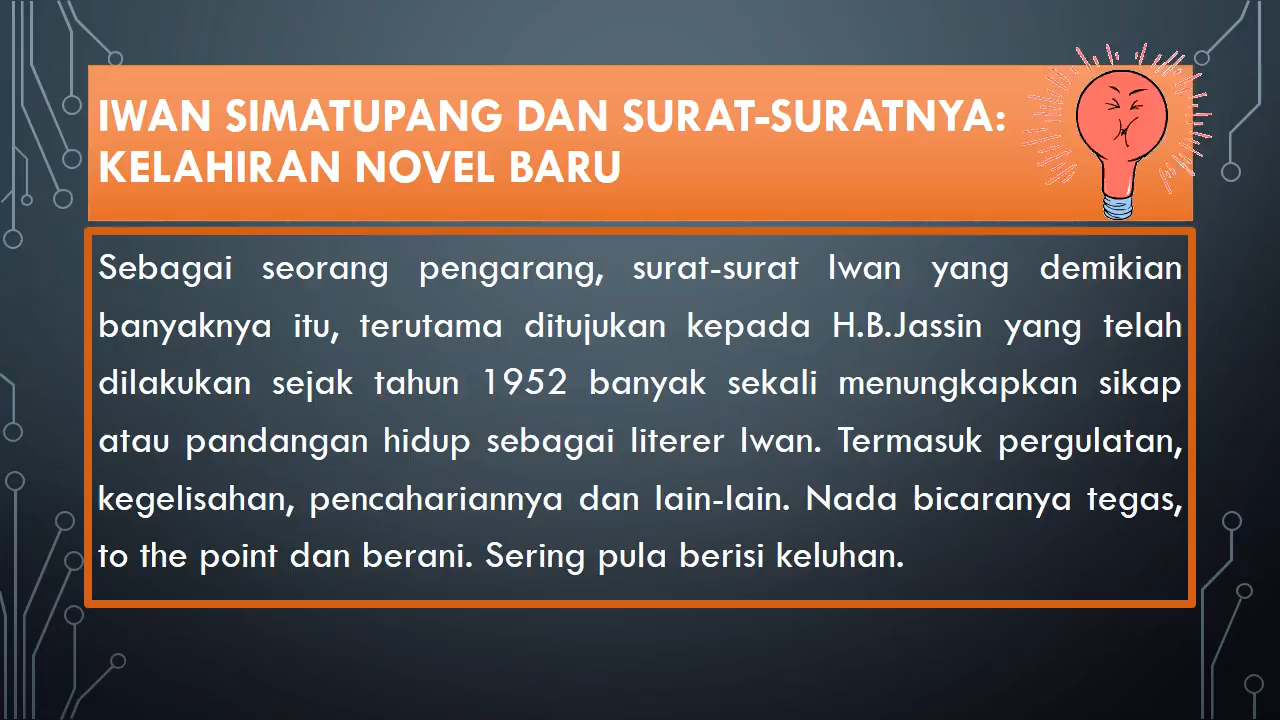 IWAN SIMATUPANG DAN SURAT-SURATNYA:
KELAHIRAN NOVEL BARU
Sebagai seorang pengarang, surat-surat Iwan yang demikian
banyaknya itu, terutama ditujukan kepada H.B.Jassin yang telah
dilakukan sejak tahun 1952 banyak sekali menungkapkan sikap
atau pandangan hidup sebagai literer Iwan. Termasuk pergulatan,
kegelisahan, pencahariannya dan lain-lain. Nada bicaranya tegas,
to the point dan berani. Sering pula berisi keluhan.